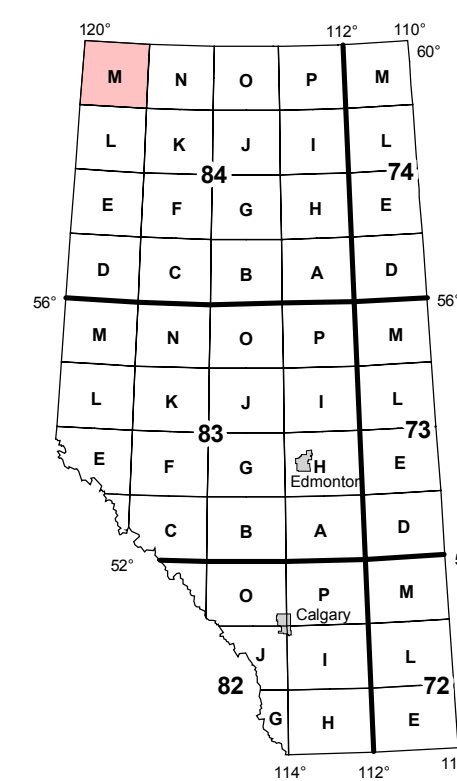 120° 112° 110°
60°
M N O P M
L K J I L
84 74
E F G H E
D C B A D
56° 56°
M N O P M
L K J I L
83 73
E F G H E
Edmonton
C B A D
52°
O P M
Calgary
J I L
82 72
G H E
114° 112°